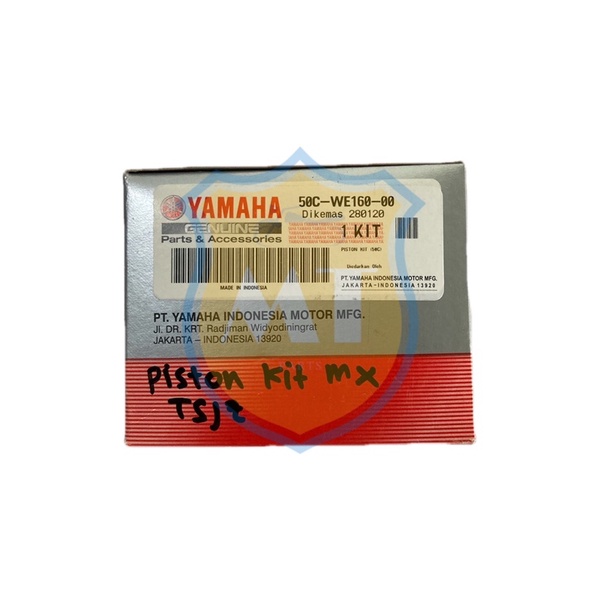 YAMAHA
GENUINE
Parts & Accessories
50C-WE160-00
Dikemas 280120
1 KIT
PISTON KIT (50C)
Diedarkan Oleh
MADE IN INDONESIA
PT. YAMAHA INDONESIA MOTOR MFG.
JAKARTA-INDONESIA 13920
PT. YAMAHA INDONESIA MOTOR MFG.
Jl. DR. KRT. Radjiman Widyodiningrat
JAKARTA – INDONESIA 13920
Piston kit MX
MT